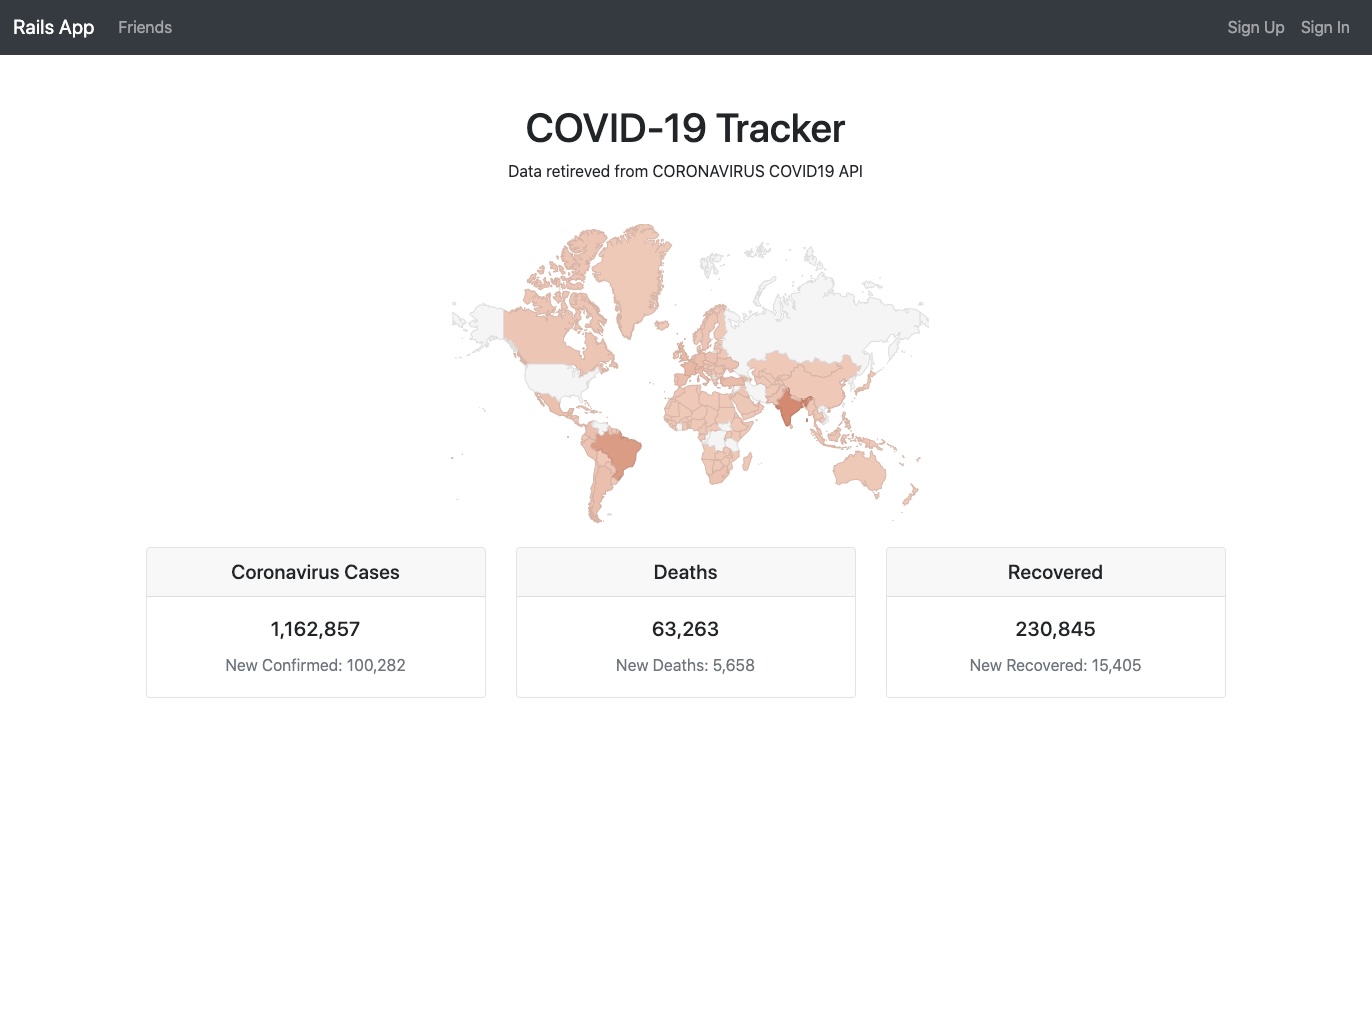 Rails App Friends Sign Up Sign In
COVID-19 Tracker
Data retireved from CORONAVIRUS COVID19 API
Coronavirus Cases
1,162,857
New Confirmed: 100,282
Deaths
63,263
New Deaths: 5,658
Recovered
230,845
New Recovered: 15,405